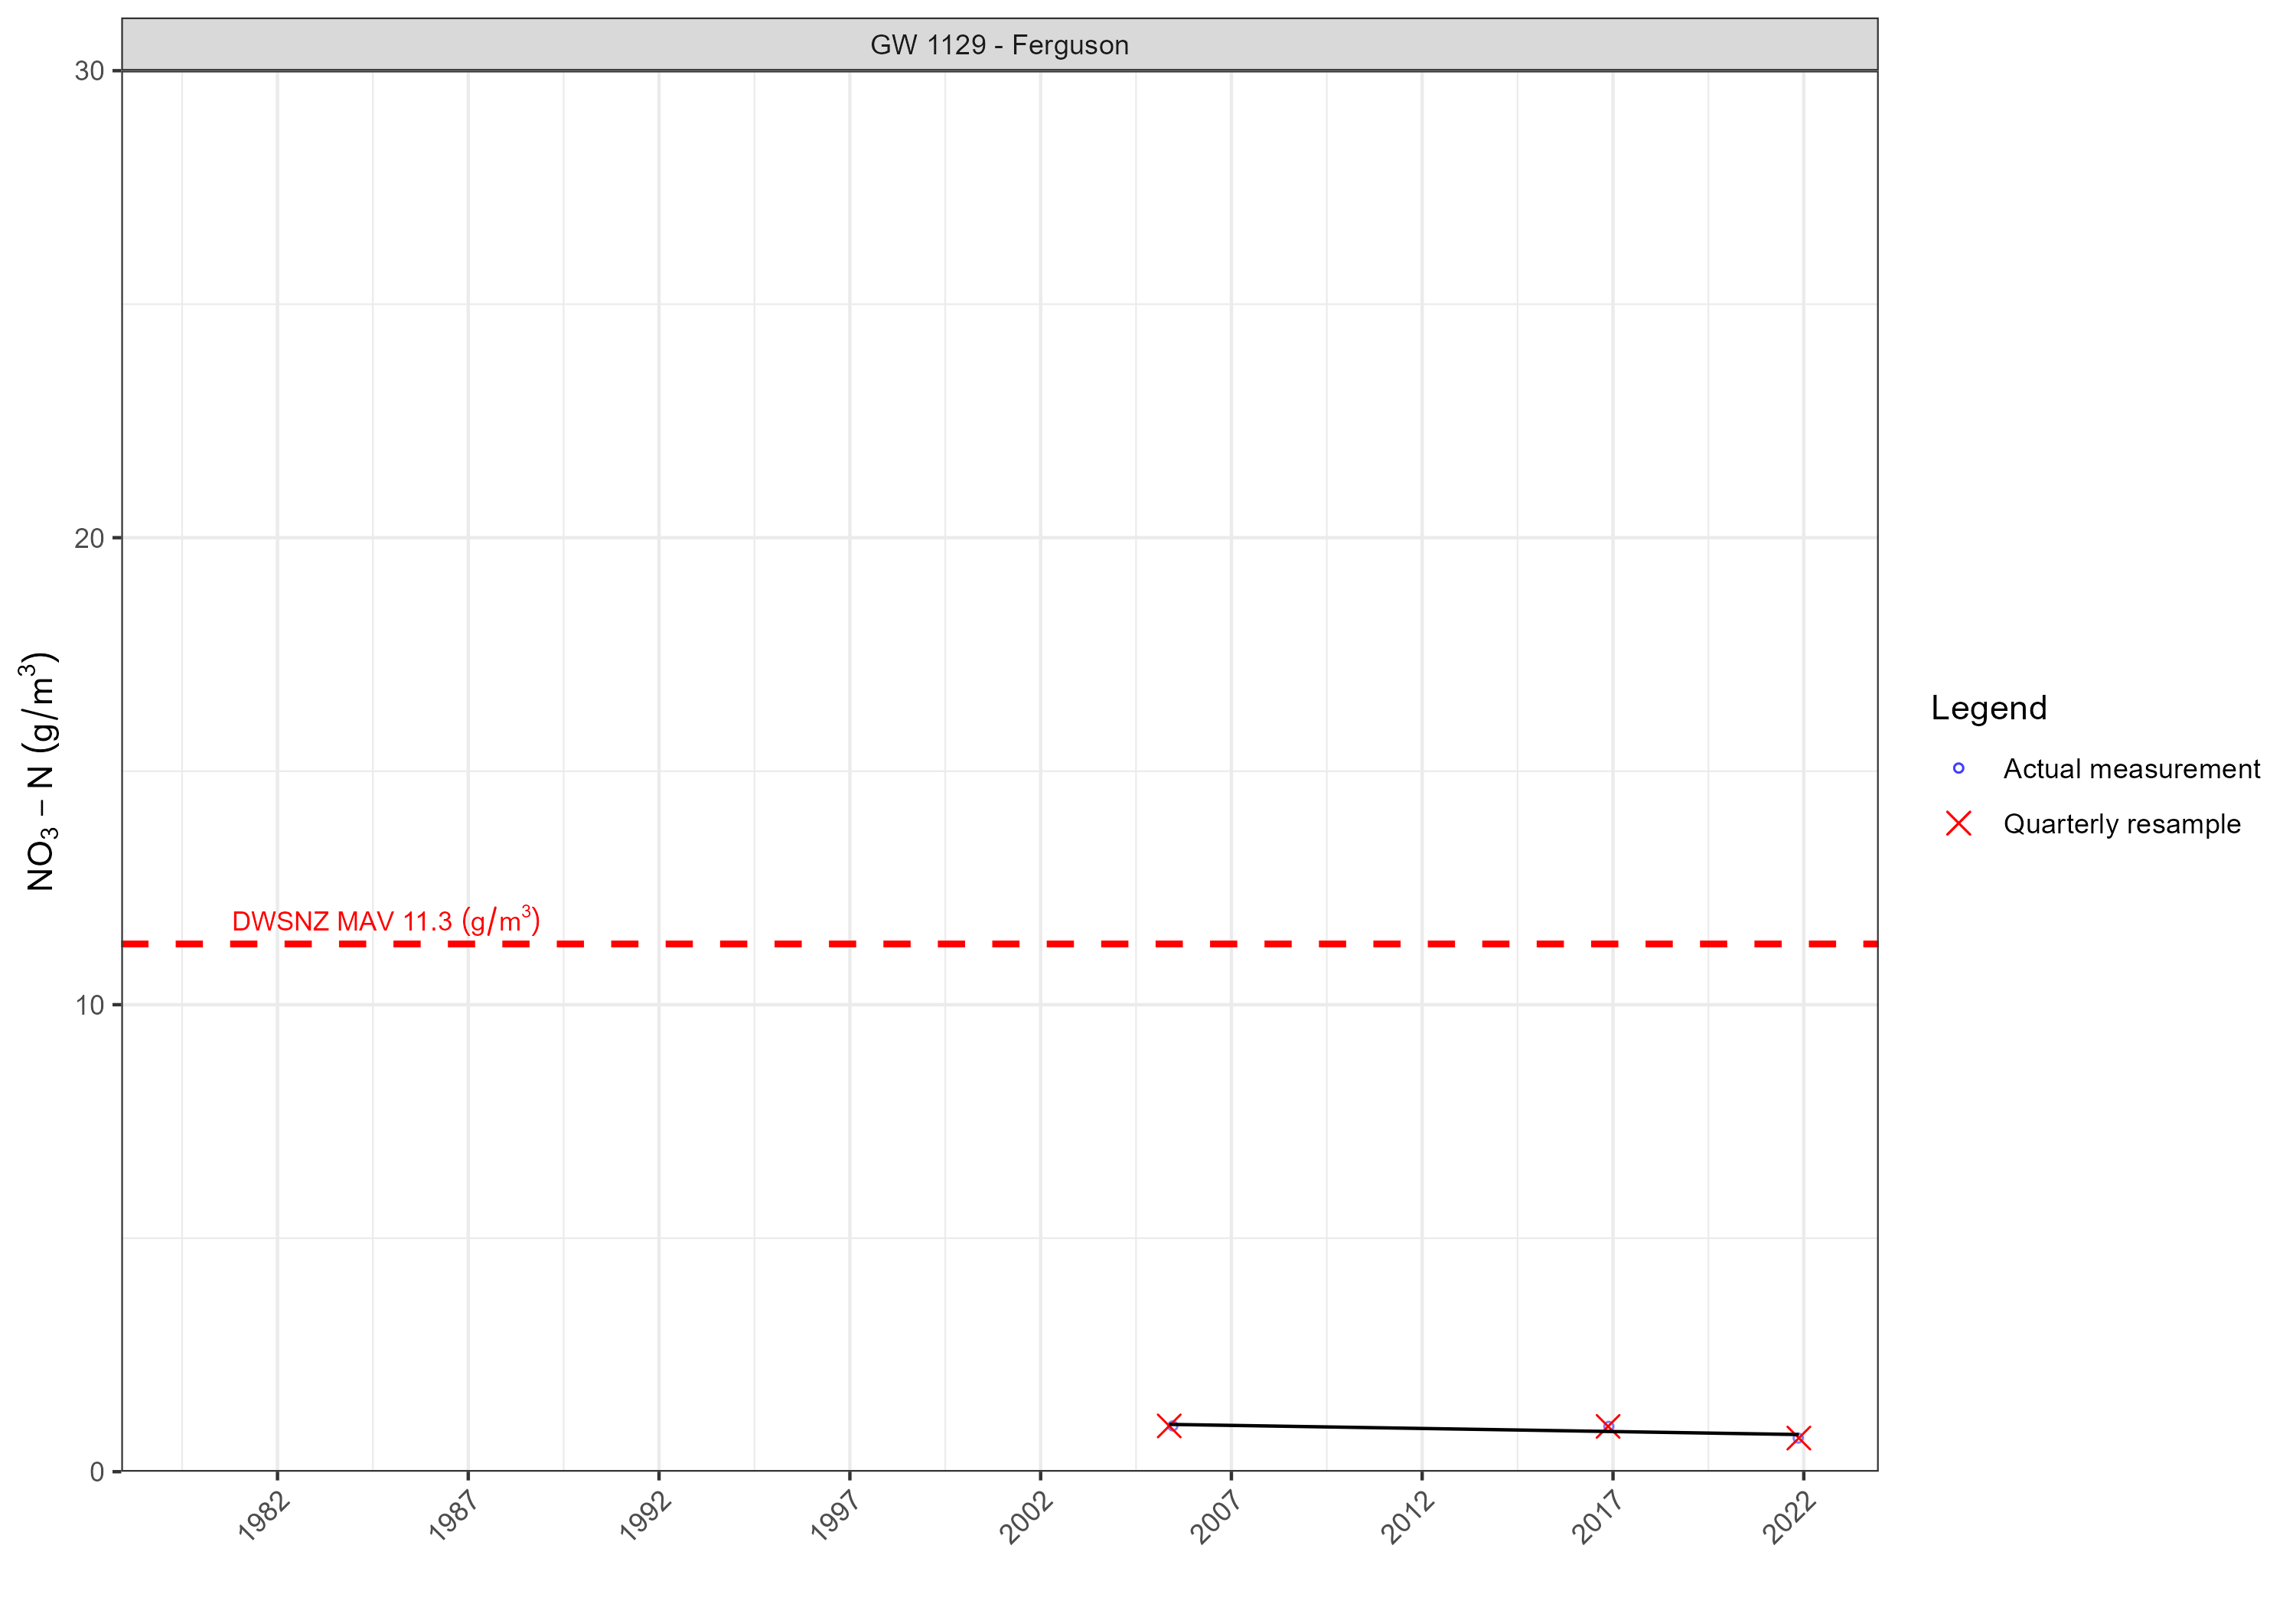 GW 1129 - Ferguson
30
20
10
0
NO₃ – N (g/m³)
DWSNZ MAV 11.3 (g/m³)
1982
1987
1992
1997
2002
2007
2012
2017
2022
Legend
Actual measurement
Quarterly resample